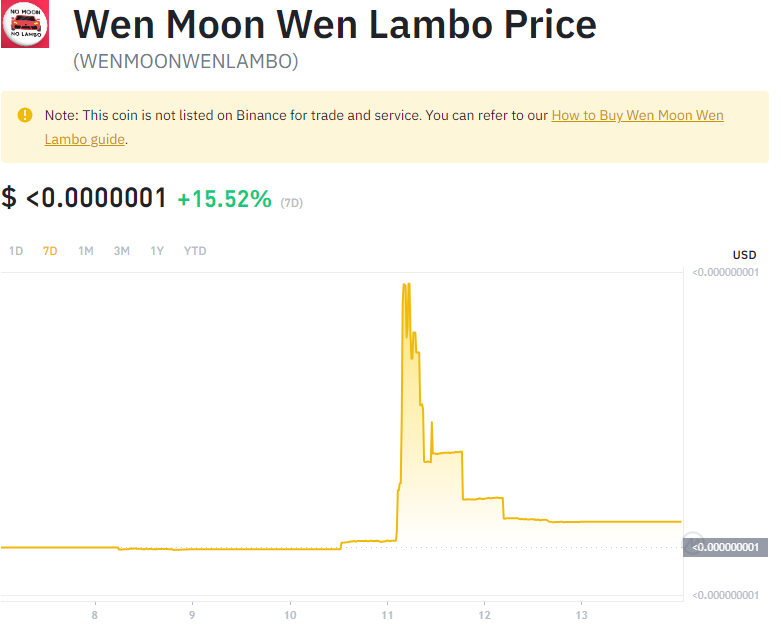 NO MOON
NO LAMBO
Wen Moon Wen Lambo Price
(WENMOONWENLAMBO)
Note: This coin is not listed on Binance for trade and service. You can refer to our How to Buy Wen Moon Wen
Lambo guide.
$ <0.0000001 +15.52% (7D)
1D 7D 1M 3M 1Y YTD
USD
<0.000000001
<0.000000001
<0.000000001
8 9 10 11 12 13